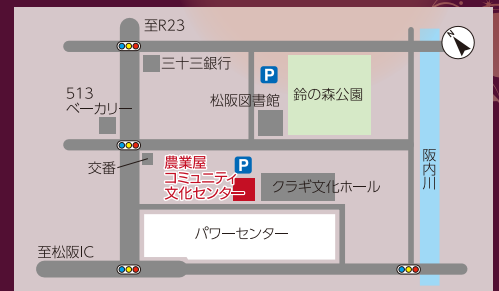 至R23
三十三銀行
P
松阪図書館
鈴の森公園
513
ベーカリー
交番
農業屋
コミュニティ
文化センター
P
クラギ文化ホール
阪内川
パワーセンター
至松阪IC
N